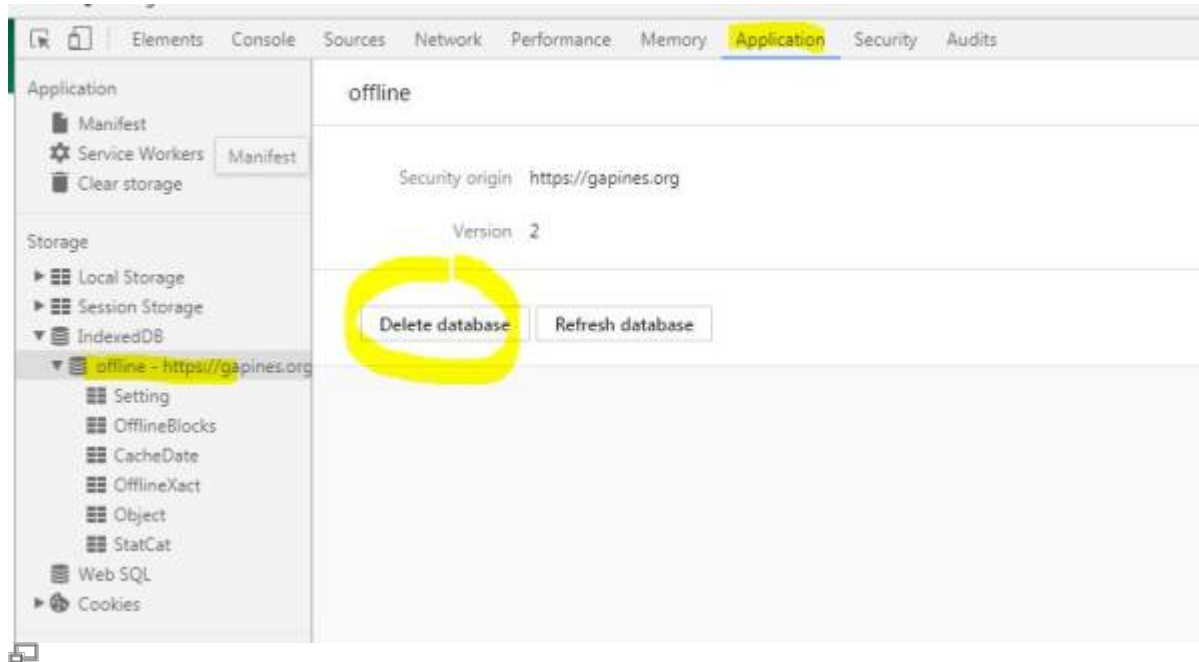 Elements Console Sources Network Performance Memory Application Security Audits
Application
Manifest
Service Workers
Manifest
Clear storage
Storage
Local Storage
Session Storage
IndexedDB
offline - https://gapines.org
Setting
OfflineBlocks
CacheDate
OfflineXact
Object
StatCat
Web SQL
Cookies
offline
Security origin https://gapines.org
Version 2
Delete database Refresh database